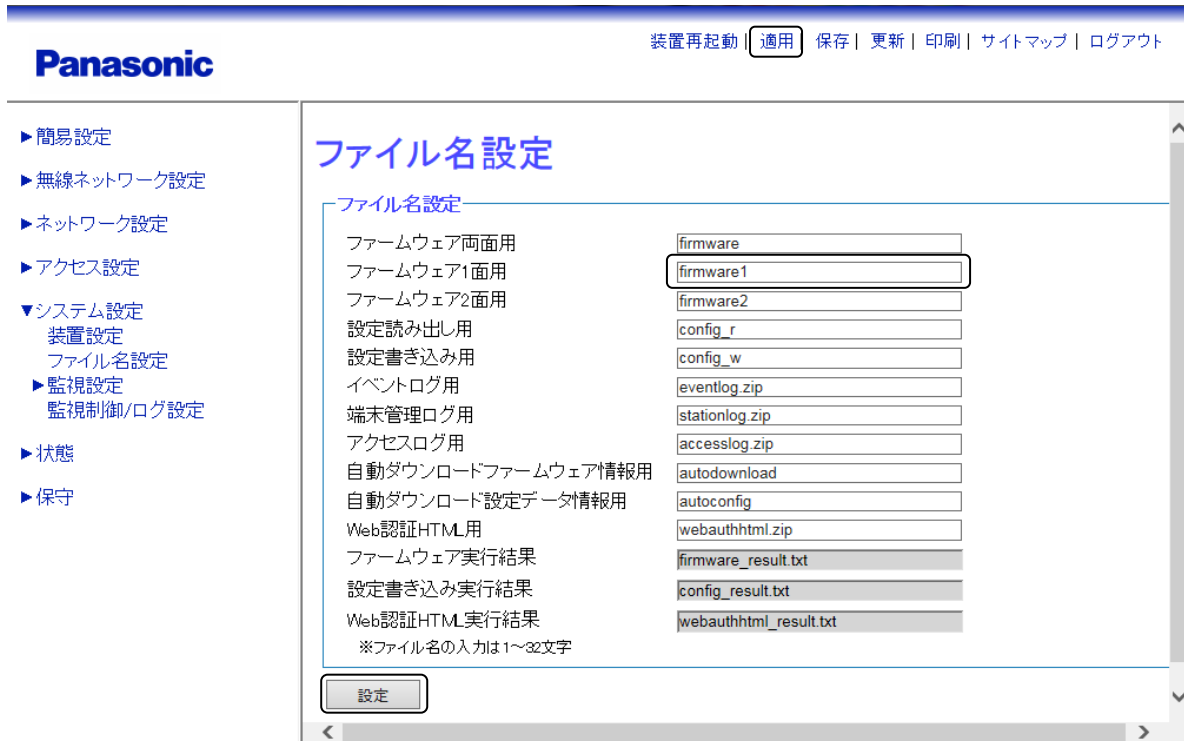 装置再起動 | 適用 | 保存 | 更新 | 印刷 | サイトマップ | ログアウト
Panasonic
▶簡易設定
▶無線ネットワーク設定
▶ネットワーク設定
▶アクセス設定
▼システム設定
装置設定
ファイル名設定
▶監視設定
監視制御/ログ設定
▶状態
▶保守
ファイル名設定
ファイル名設定
ファームウェア両面用 firmware
ファームウェア1面用 firmware1
ファームウェア2面用 firmware2
設定読み出し用 config_r
設定書き込み用 config_w
イベントログ用 eventlog.zip
端末管理ログ用 stationlog.zip
アクセスログ用 accesslog.zip
自動ダウンロードファームウェア情報用 autodownload
自動ダウンロード設定データ情報用 autoconfig
Web認証HTML用 webauthhtml.zip
ファームウェア実行結果 firmware_result.txt
設定書き込み実行結果 config_result.txt
Web認証HTML実行結果 webauthhtml_result.txt
※ファイル名の入力は1～32文字
設定